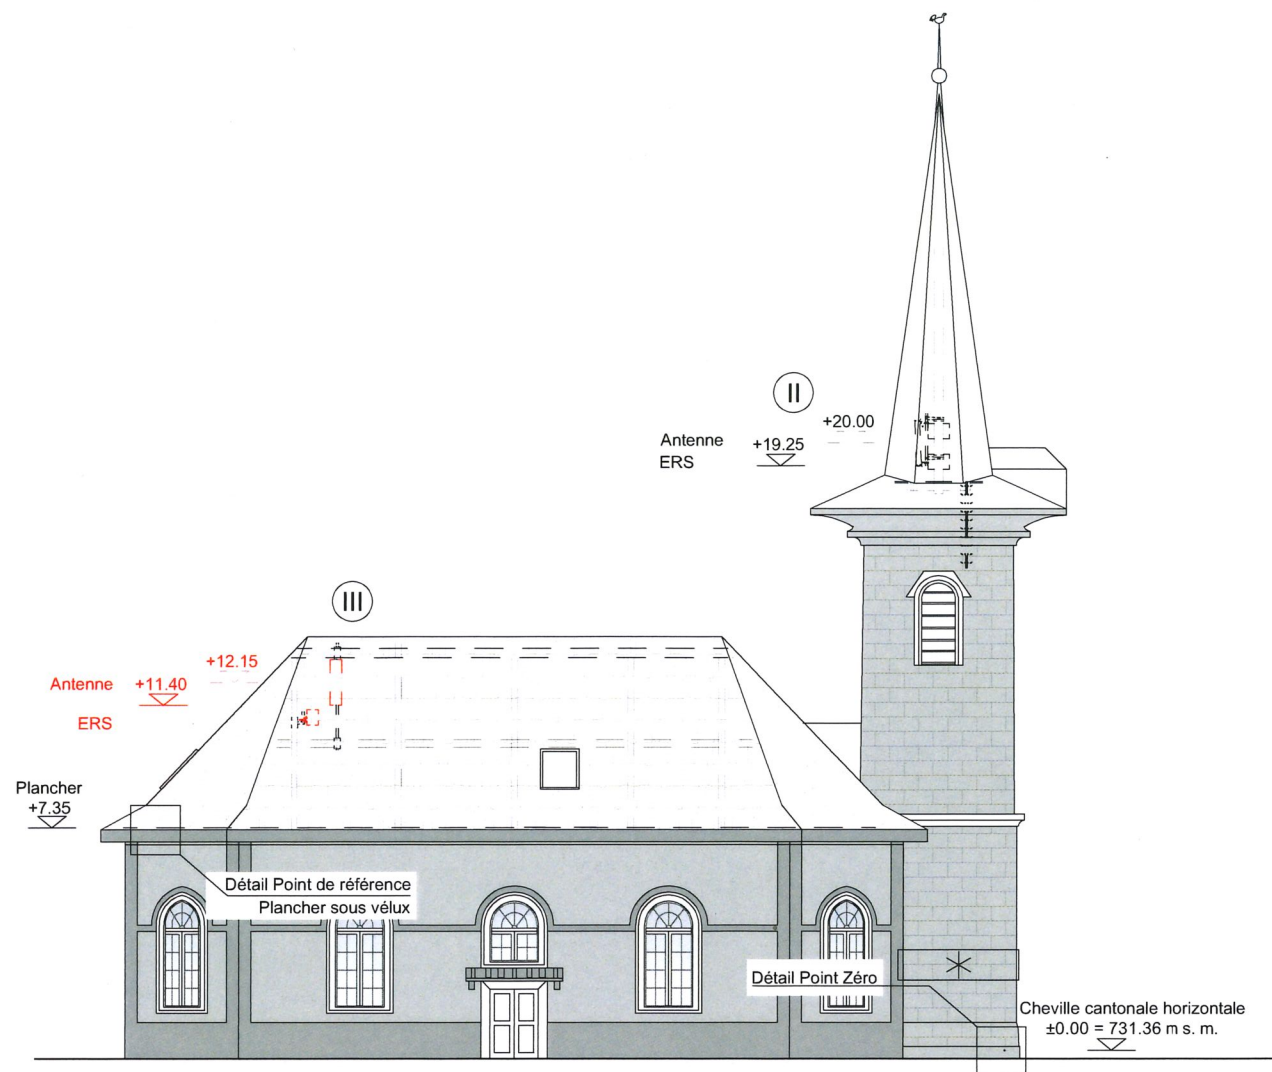 II
+20.00
Antenne +19.25
ERS
III
+12.15
Antenne +11.40
ERS
Plancher
+7.35
Détail Point de référence
Plancher sous vélux
Détail Point Zéro
Cheville cantonale horizontale
±0.00 = 731.36 m s. m.